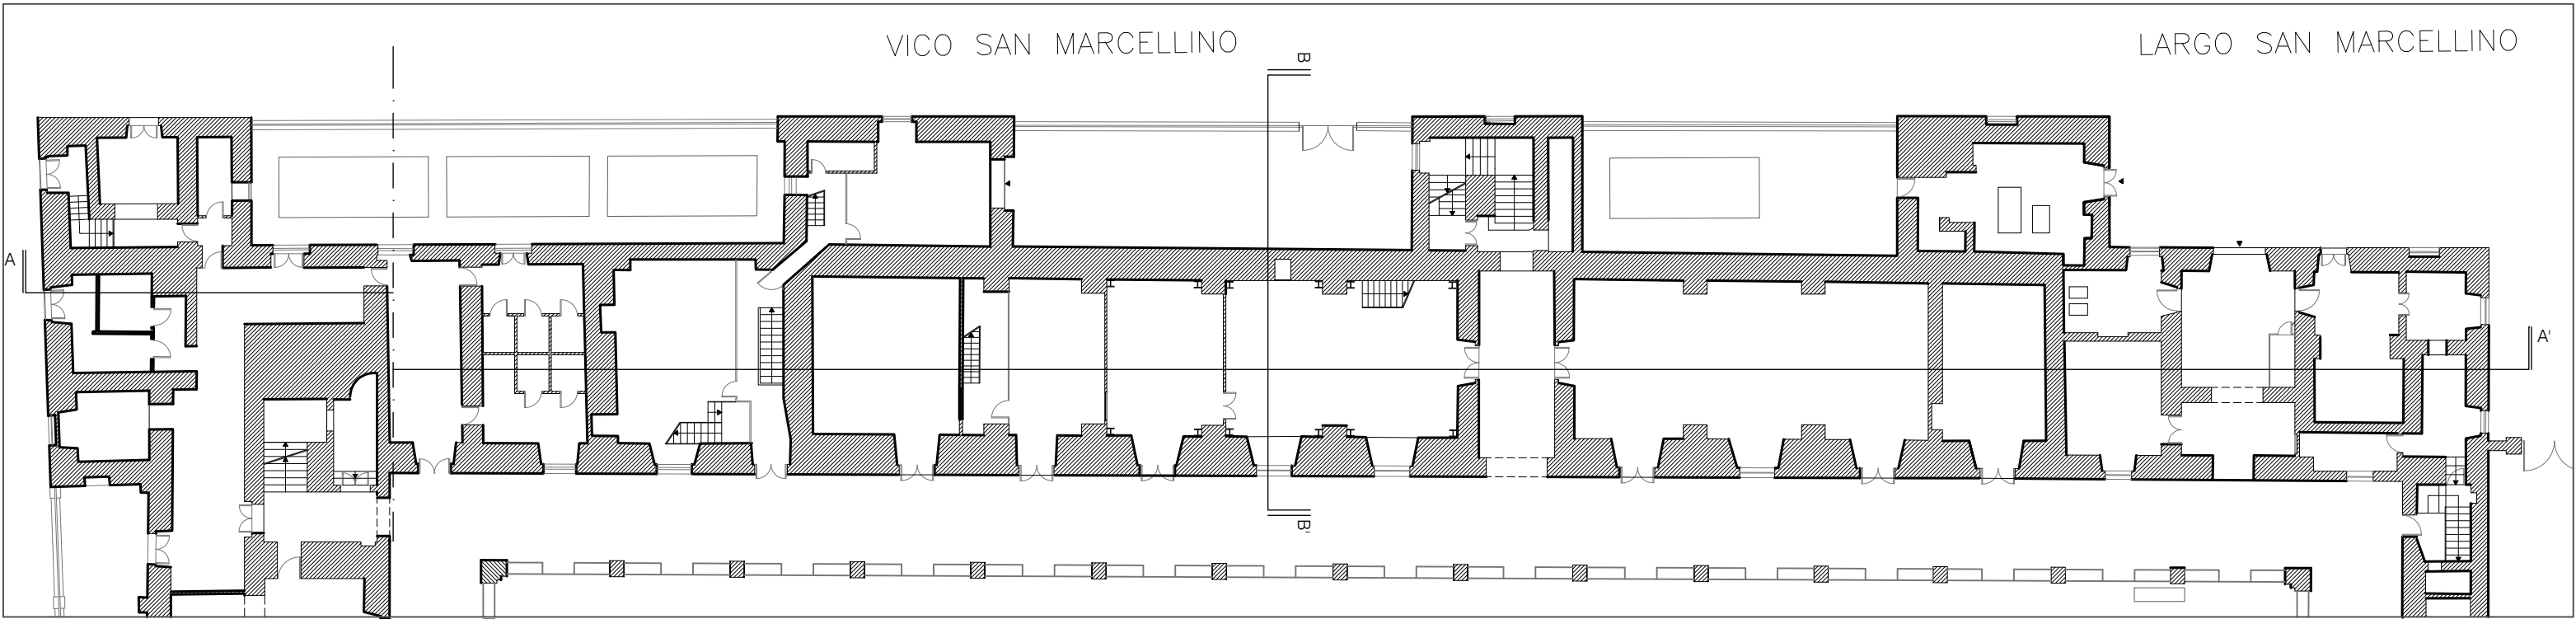 VICO SAN MARCELLINO
LARGO SAN MARCELLINO
B
A
A'
B'